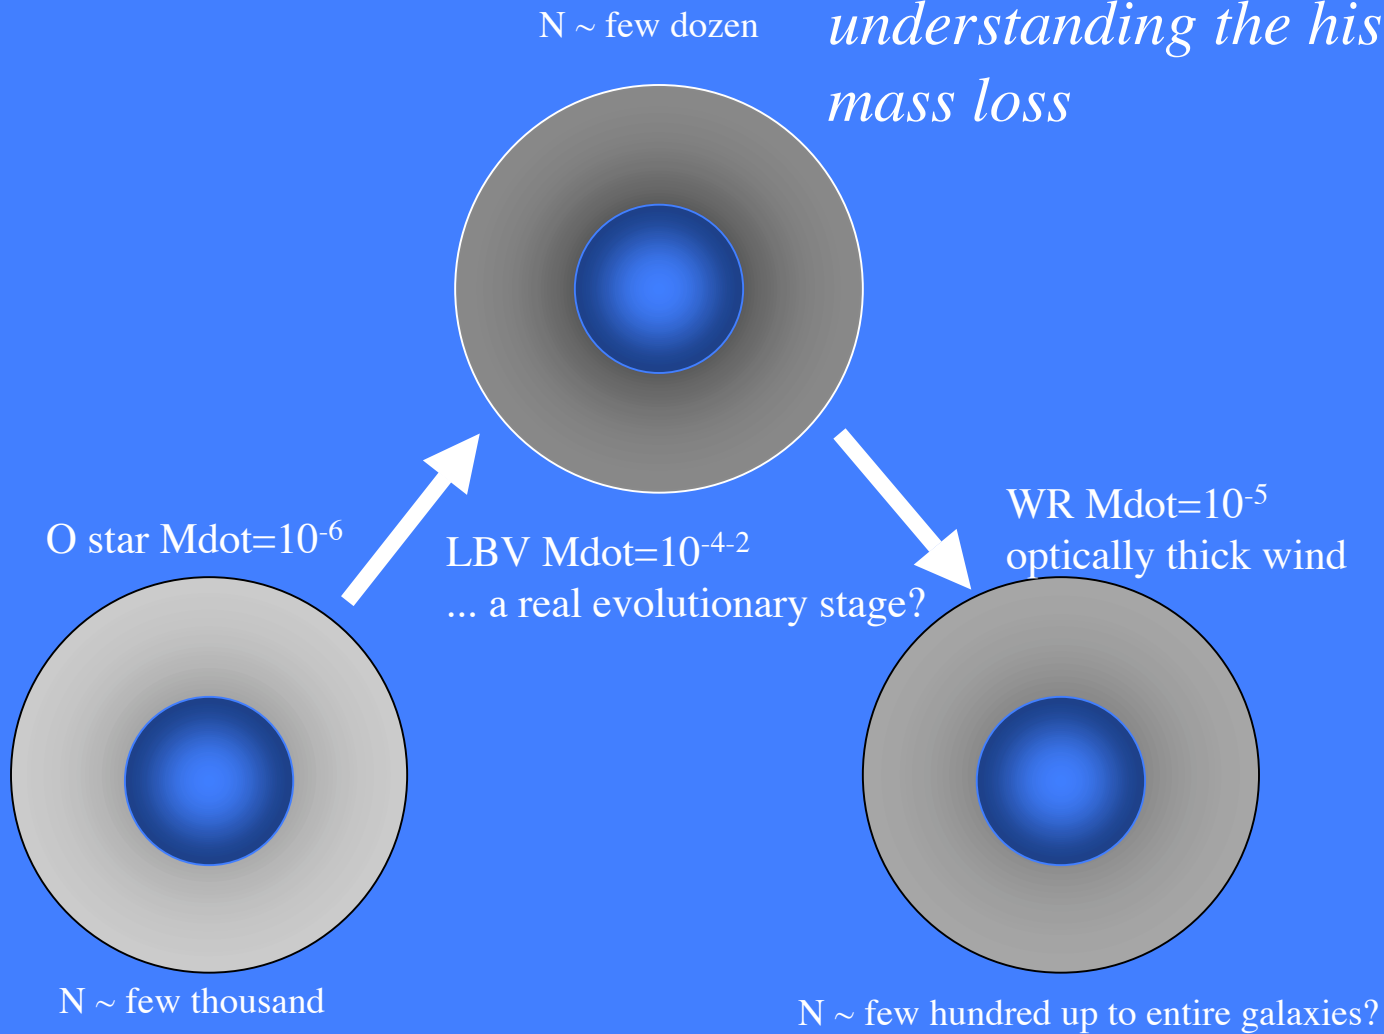 N ~ few dozen
understanding the his
mass loss
O star Mdot=10⁻⁶
LBV Mdot=10⁻⁴⁻²
... a real evolutionary stage?
WR Mdot=10⁻⁵
optically thick wind
N ~ few thousand
N ~ few hundred up to entire galaxies?